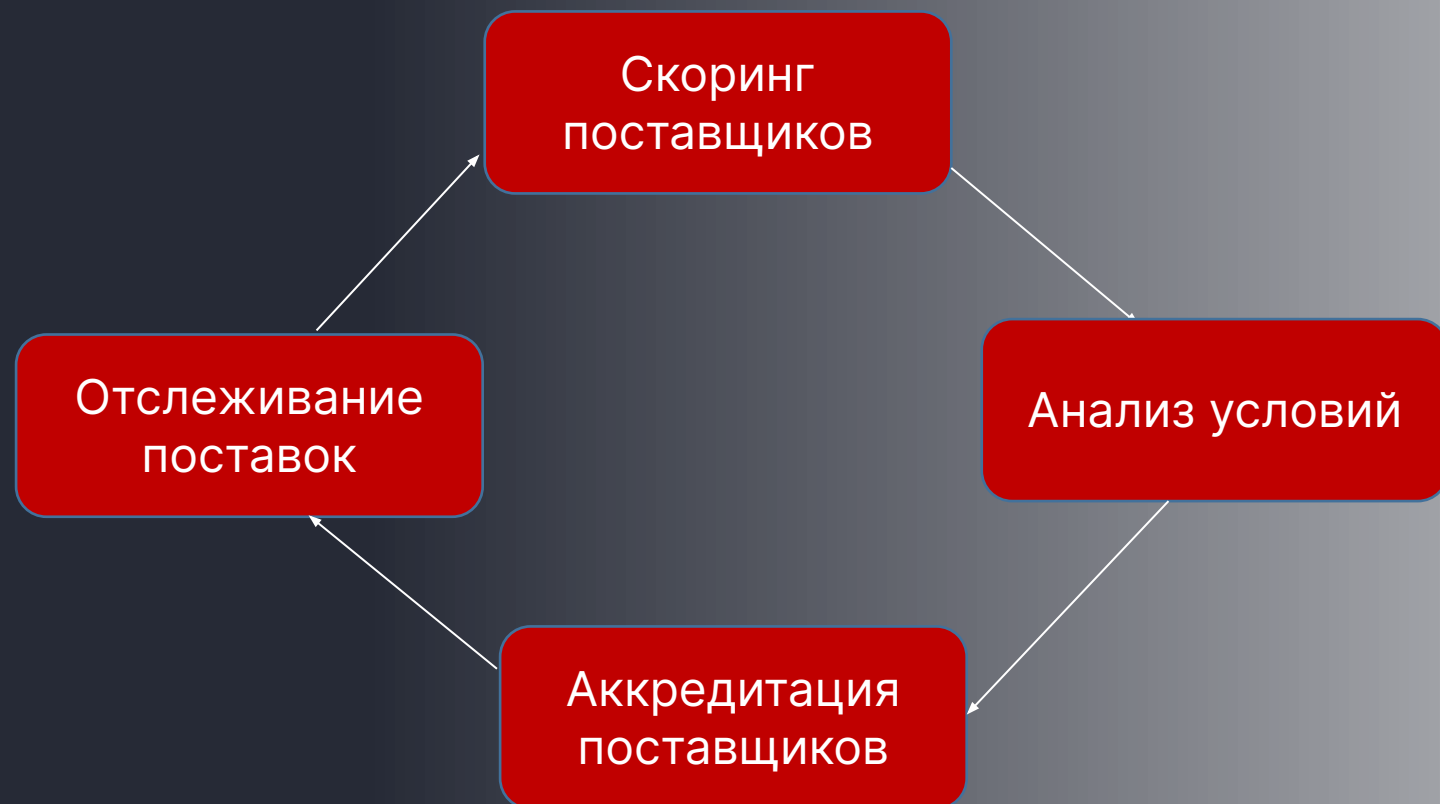 Скоринг
поставщиков
Отслеживание
поставок
Анализ условий
Аккредитация
поставщиков